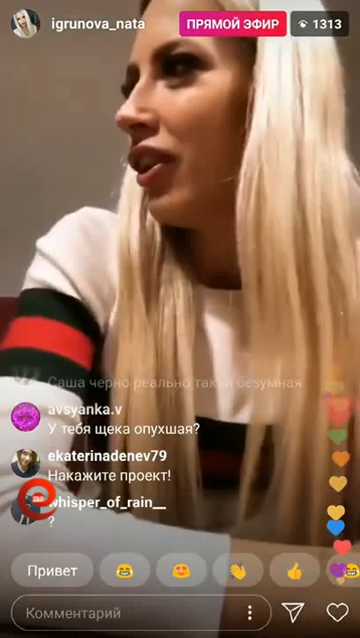 igrunova_nata
ПРЯМОЙ ЭФИР
1313
Саша черно реально такая безумная
avsyanka.v
У тебя щека опухшая?
ekaterinadenev79
Накажите проект!
whisper_of_rain__
?
Привет
Комментарий